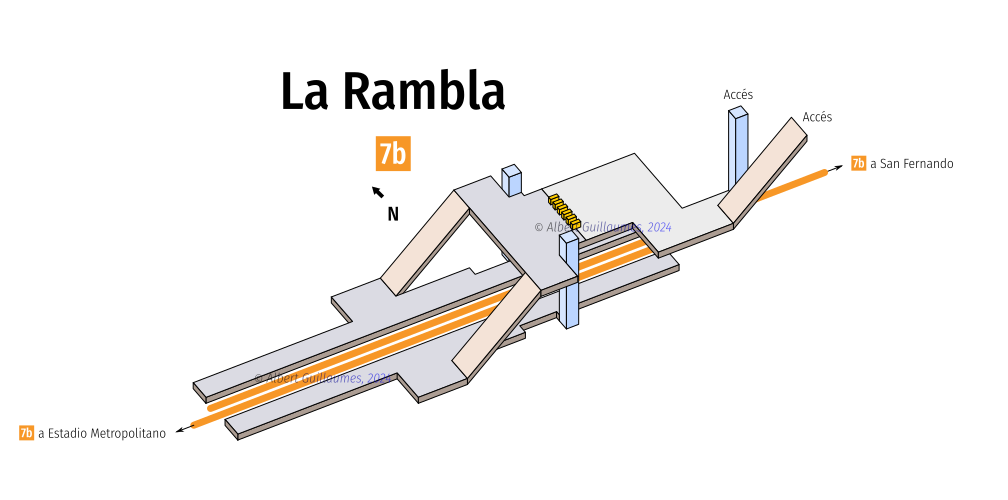 La Rambla
7b
N
Accés
Accés
7b a San Fernando
© Albert Guillaumes, 2024
© Albert Guillaumes, 2024
7b a Estadio Metropolitano